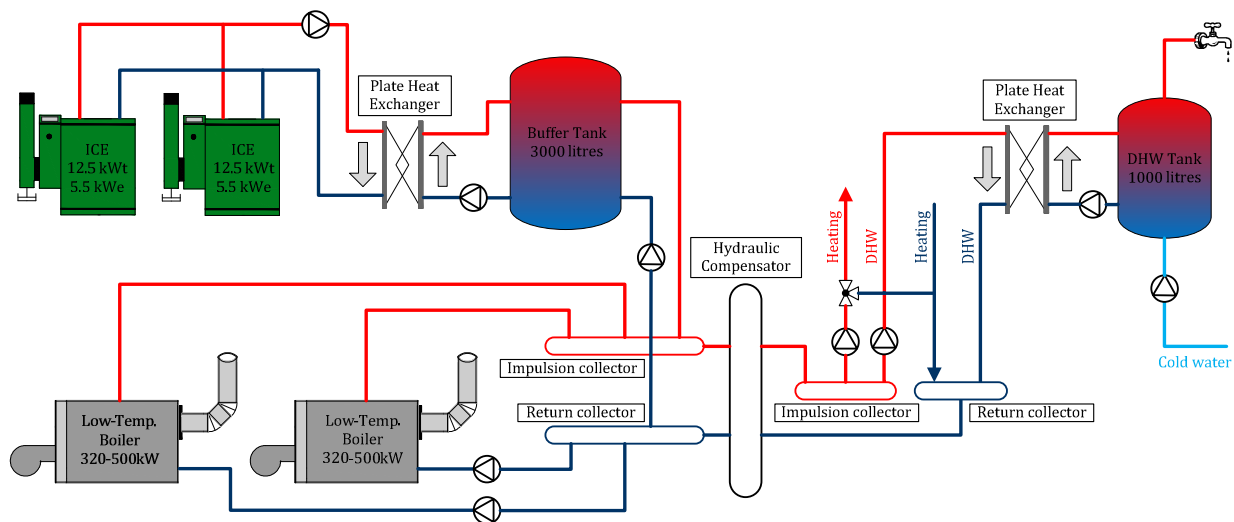 Plate Heat
Exchanger
ICE
12.5 kWt
5.5 kWe
ICE
12.5 kWt
5.5 kWe
Buffer Tank
3000 litres
Plate Heat
Exchanger
DHW Tank
1000 litres
Heating
DHW
Heating
DHW
Hydraulic
Compensator
Cold water
Impulsion collector
Impulsion collector
Return collector
Return collector
Low-Temp.
Boiler
320-500kW
Low-Temp.
Boiler
320-500kW